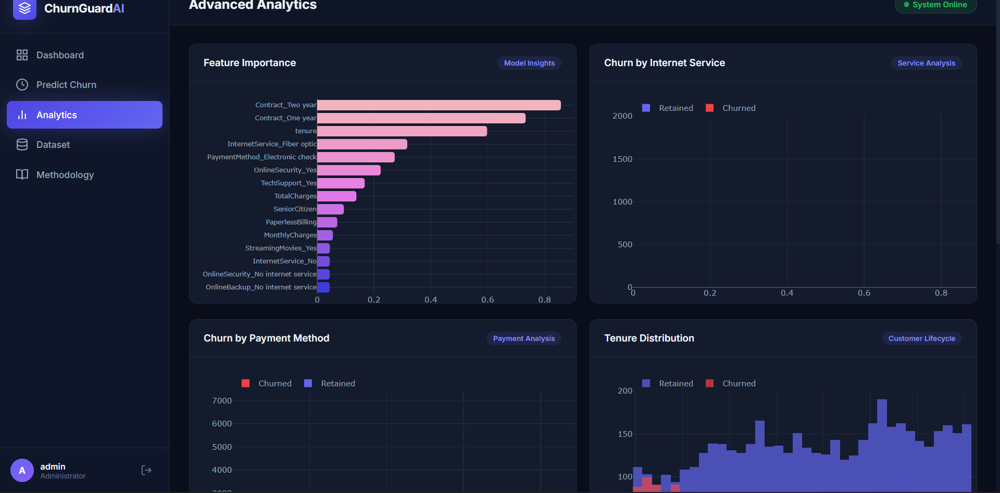 ChurnGuardAI
Dashboard
Predict Churn
Analytics
Dataset
Methodology
A
admin
Administrator
Advanced Analytics
System Online
Feature Importance
Model Insights
Contract_Two year
Contract_One year
tenure
InternetService_Fiber optic
PaymentMethod_Electronic check
OnlineSecurity_Yes
TechSupport_Yes
TotalCharges
SeniorCitizen
PaperlessBilling
MonthlyCharges
StreamingMovies_Yes
InternetService_No
OnlineSecurity_No internet service
OnlineBackup_No internet service
0 0.2 0.4 0.6 0.8
Churn by Internet Service
Service Analysis
Retained Churned
2000
1500
1000
500
0
0 0.2 0.4 0.6 0.8
Churn by Payment Method
Payment Analysis
Churned Retained
7000
6000
5000
4000
Tenure Distribution
Customer Lifecycle
Retained Churned
200
150
100